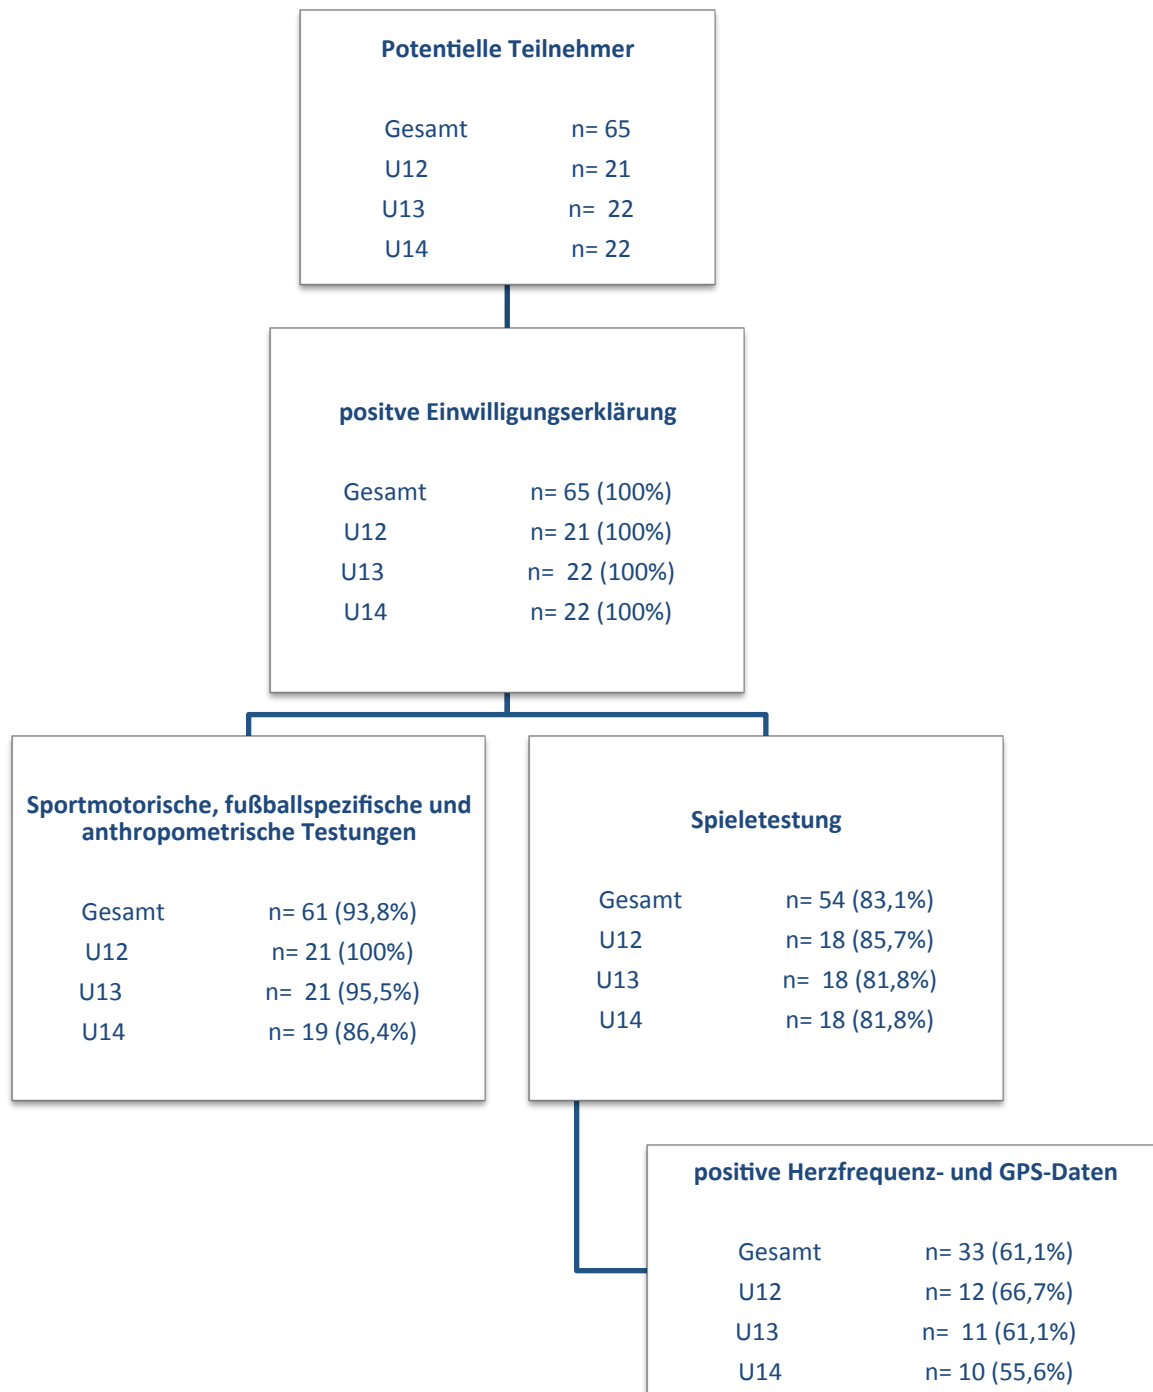 Potentielle Teilnehmer
Gesamt n= 65
U12 n= 21
U13 n=  22
U14 n= 22
positve Einwilligungserklärung
Gesamt n= 65 (100%)
U12 n= 21 (100%)
U13 n=  22 (100%)
U14 n= 22 (100%)
Sportmotorische, fußballspezifische und
anthropometrische Testungen
Gesamt n= 61 (93,8%)
U12 n= 21 (100%)
U13 n=  21 (95,5%)
U14 n= 19 (86,4%)
Spieletestung
Gesamt n= 54 (83,1%)
U12 n= 18 (85,7%)
U13 n=  18 (81,8%)
U14 n= 18 (81,8%)
positive Herzfrequenz- und GPS-Daten
Gesamt n= 33 (61,1%)
U12 n= 12 (66,7%)
U13 n=  11 (61,1%)
U14 n= 10 (55,6%)